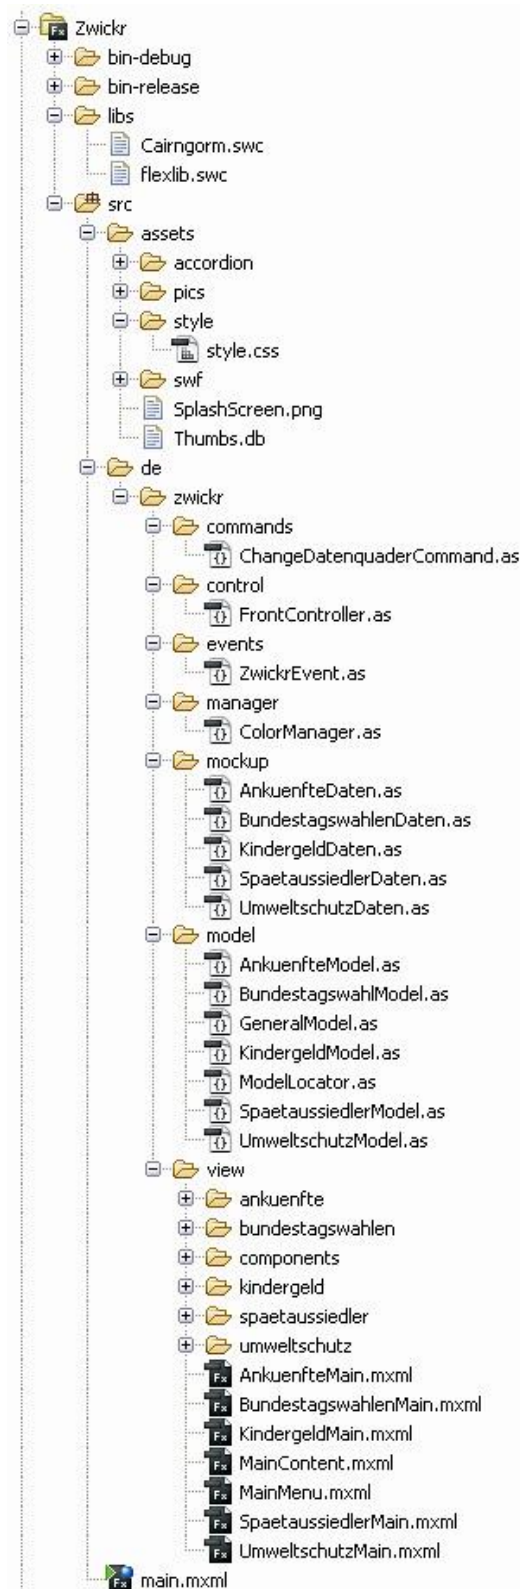 Zwickr
bin-debug
bin-release
libs
Cairngorm.swc
flexlib.swc
src
assets
accordion
pics
style
style.css
swf
SplashScreen.png
Thumbs.db
de
zwickr
commands
ChangeDatenquaderCommand.as
control
FrontController.as
events
ZwickrEvent.as
manager
ColorManager.as
mockup
AnkuenfteDaten.as
BundestagswahlenDaten.as
KindergeldDaten.as
SpaetaussiedlerDaten.as
UmweltschutzDaten.as
model
AnkuenfteModel.as
BundestagswahlModel.as
GeneralModel.as
KindergeldModel.as
ModelLocator.as
SpaetaussiedlerModel.as
UmweltschutzModel.as
view
ankuenfte
bundestagswahlen
components
kindergeld
spaetaussiedler
umweltschutz
AnkuenfteMain.mxml
BundestagswahlenMain.mxml
KindergeldMain.mxml
MainContent.mxml
MainMenu.mxml
SpaetaussiedlerMain.mxml
UmweltschutzMain.mxml
main.mxml